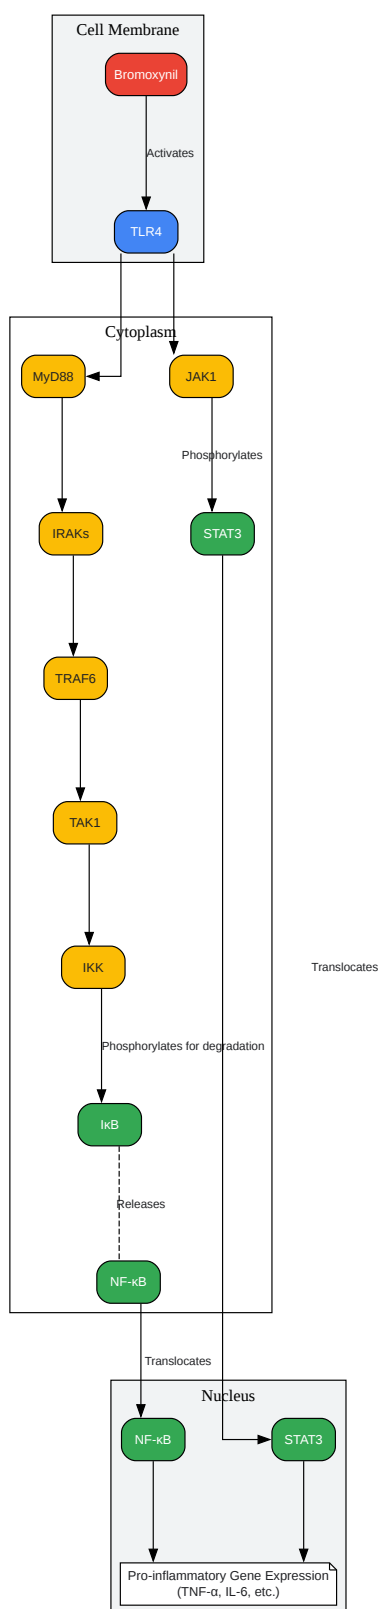 Cell Membrane
Bromoxynil
Activates
TLR4
Cytoplasm
MyD88
JAK1
Phosphorylates
IRAKs
STAT3
TRAF6
TAK1
IKK
Translocates
Phosphorylates for degradation
IκB
Releases
NF-κB
Translocates
Nucleus
NF-κB
STAT3
Pro-inflammatory Gene Expression
(TNF-α, IL-6, etc.)